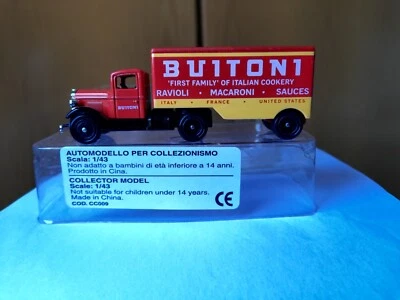 BUITONI
'FIRST FAMILY' OF ITALIAN COOKERY
RAVIOLI • MACARONI • SAUCES
ITALY • FRANCE • UNITED STATES
BUITONI
AUTOMODELLO PER COLLEZIONISMO
Scala: 1/43
Non adatto a bambini di età inferiore a 14 anni.
Prodotto in Cina.
COLLECTOR MODEL
Scale: 1/43
Not suitable for children under 14 years.
Made in China.
COD. CC009
CE